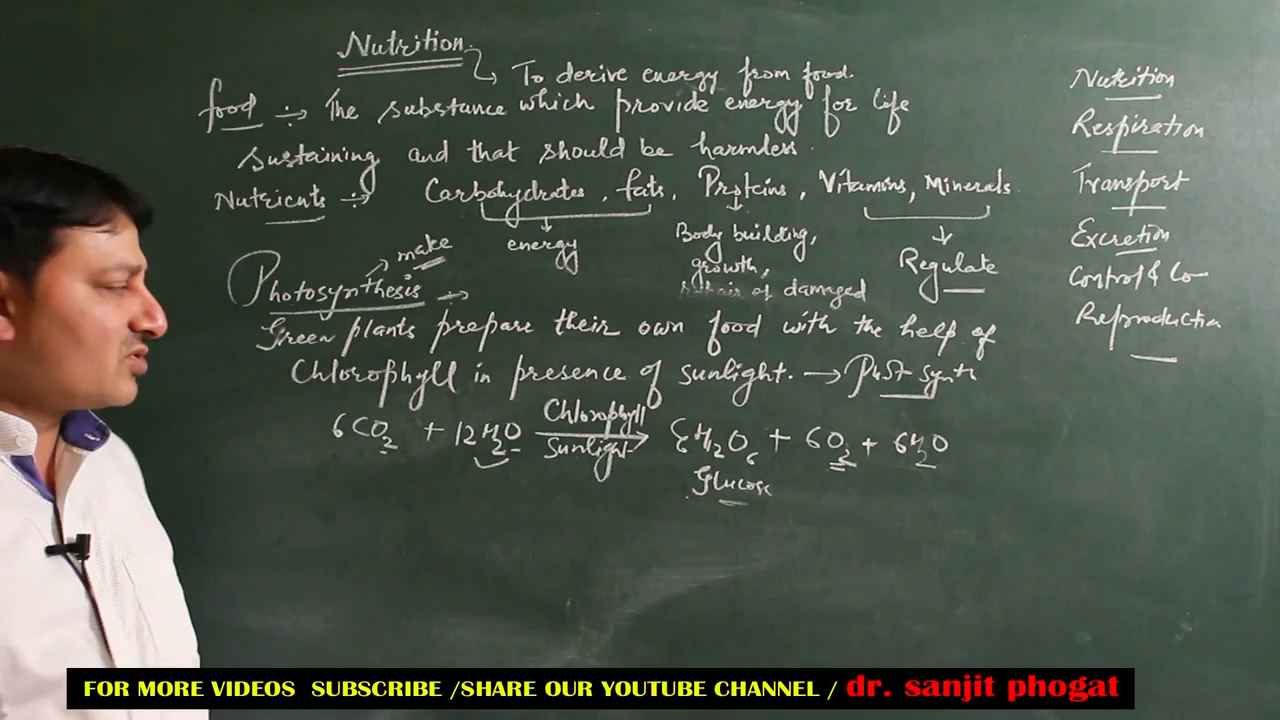 Nutrition
To derive energy from food.
food ÷> The substance which provide energy for life
sustaining and that should be harmless.
Nutrients ÷> Carbohydrates, fats, Proteins, Vitamins, Minerals.
energy
Body building,
growth,
repair of damaged
Regulate
make
Photosynthesis ÷>
Green plants prepare their own food with the help of
Chlorophyll in presence of sunlight. →
6CO2 + 12H2O Chlorophyll Sunlight → C6H12O6 + 6O2 + 6H2O
Glucose
Nutrition
Respiration
Transport
Excretion
Control & Co-
Reproduction
FOR MORE VIDEOS SUBSCRIBE /SHARE OUR YOUTUBE CHANNEL / dr. sanjit phogat